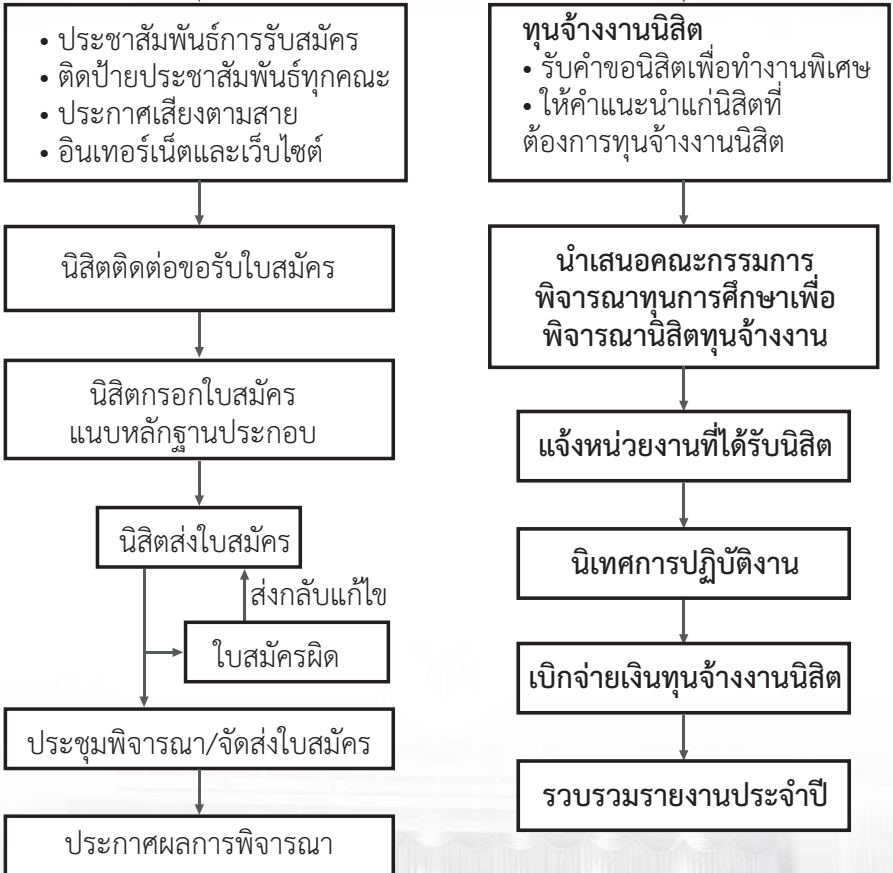 • ประชาสัมพันธ์การรับสมัคร
• ติดป้ายประชาสัมพันธ์ทุกคณะ
• ประกาศเสียงตามสาย
• อินเทอร์เน็ตและเว็บไซต์
นิสิตติดต่อขอรับใบสมัคร
นิสิตกรอกใบสมัคร
แนบหลักฐานประกอบ
นิสิตส่งใบสมัคร
ส่งกลับแก้ไข
ใบสมัครผิด
ประชุมพิจารณา/จัดส่งใบสมัคร
ประกาศผลการพิจารณา
ทุนจ้างงานนิสิต
• รับคำขอนิสิตเพื่อทำงานพิเศษ
• ให้คำแนะนำแก่นิสิตที่
ต้องการทุนจ้างงานนิสิต
นำเสนอคณะกรรมการ
พิจารณาทุนการศึกษาเพื่อ
พิจารณานิสิตทุนจ้างงาน
แจ้งหน่วยงานที่ได้รับนิสิต
นิเทศการปฏิบัติงาน
เบิกจ่ายเงินทุนจ้างงานนิสิต
รวบรวมรายงานประจำปี